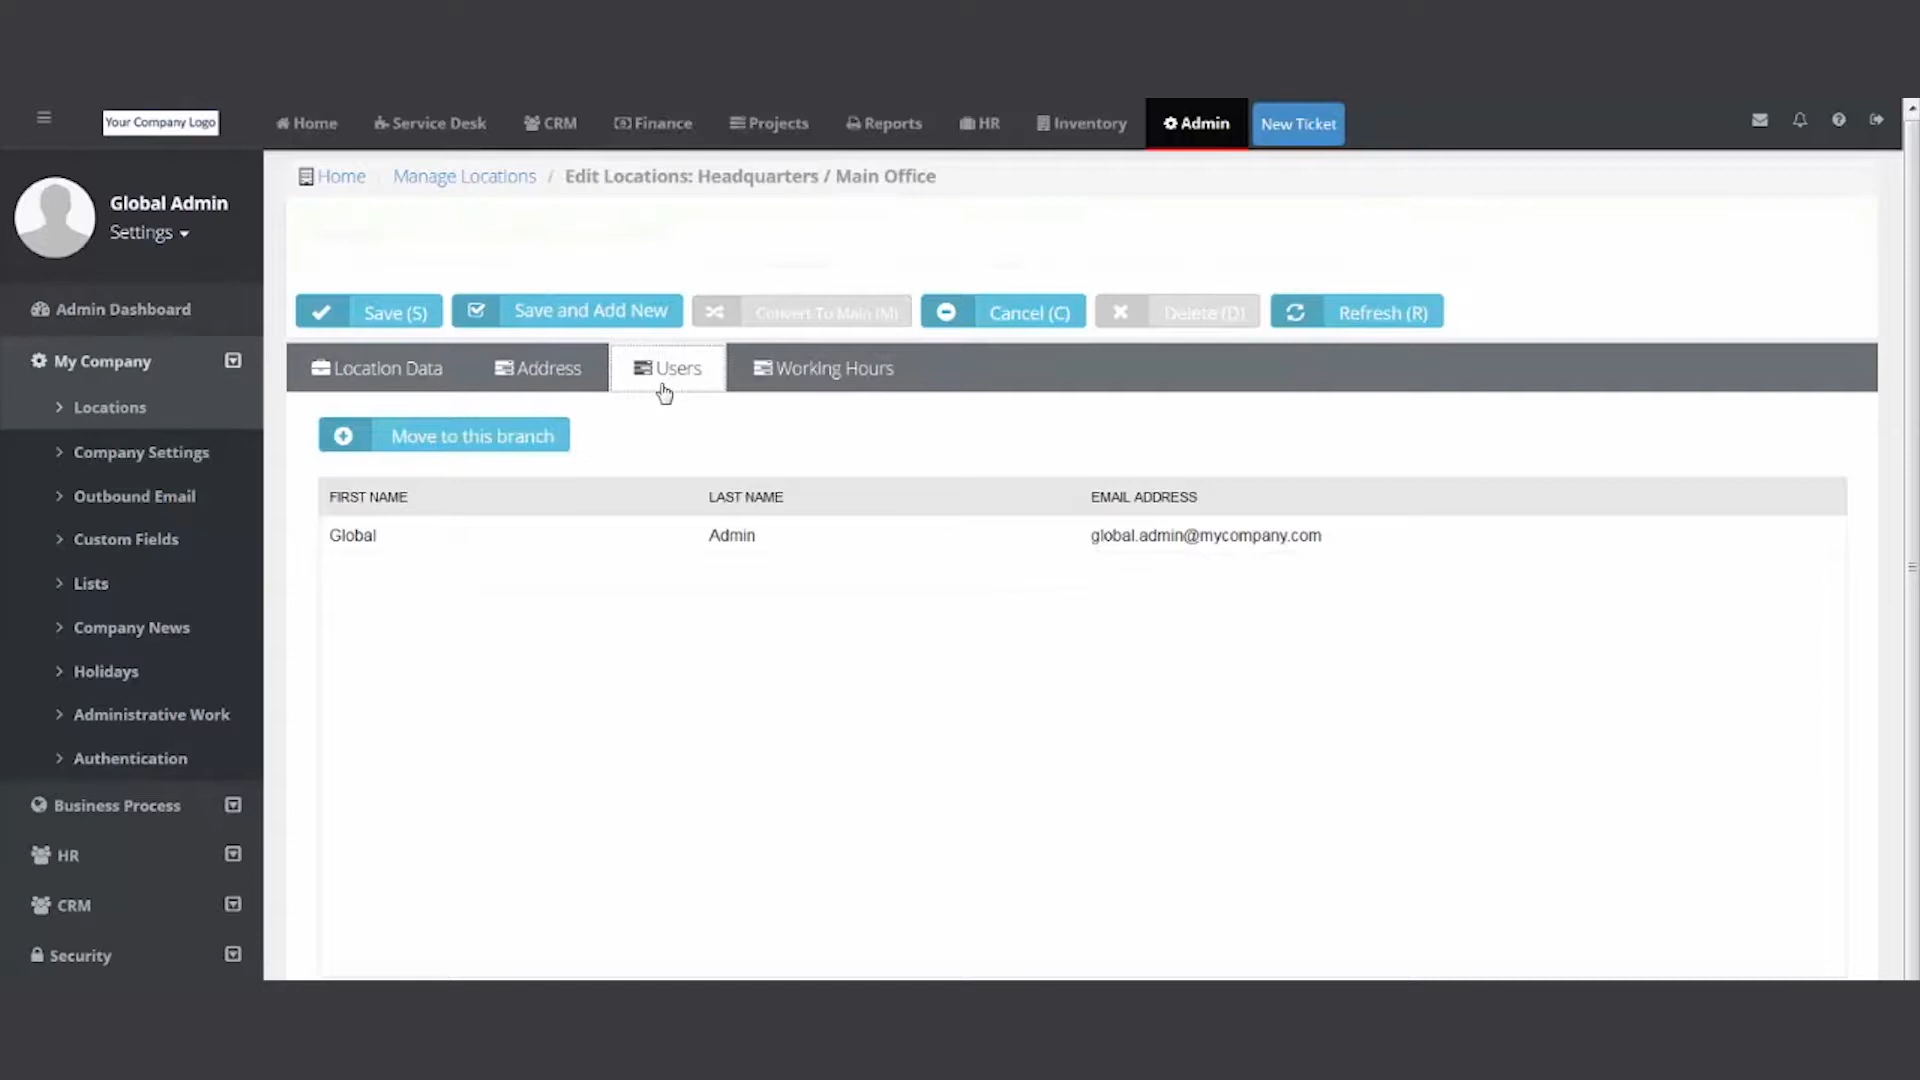 Your Company Logo
Home Service Desk CRM Finance Projects Reports HR Inventory Admin New Ticket
Global Admin
Settings
Admin Dashboard
My Company
Locations
Company Settings
Outbound Email
Custom Fields
Lists
Company News
Holidays
Administrative Work
Authentication
Business Process
HR
CRM
Security
Home Manage Locations / Edit Locations: Headquarters / Main Office
Save (S) Save and Add New Convert To Main (M) Cancel (C) Delete (D) Refresh (R)
Location Data Address Users Working Hours
Move to this branch
FIRST NAME LAST NAME EMAIL ADDRESS
Global Admin global.admin@mycompany.com